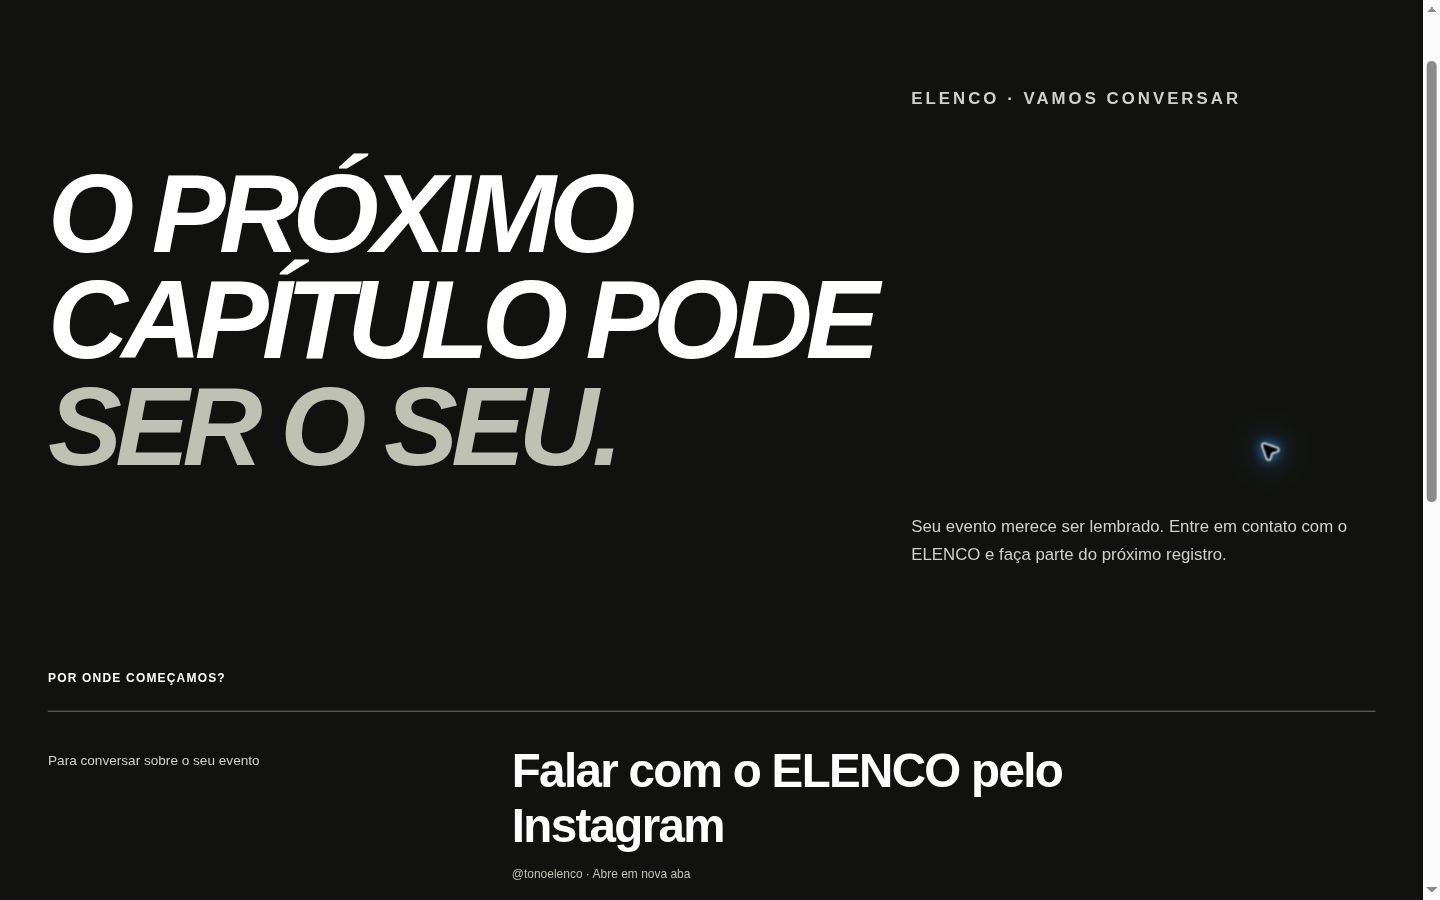 ELENCO · VAMOS CONVERSAR
O PRÓXIMO
CAPÍTULO PODE
SER O SEU.
Seu evento merece ser lembrado. Entre em contato com o
ELENCO e faça parte do próximo registro.
POR ONDE COMEÇAMOS?
Para conversar sobre o seu evento
Falar com o ELENCO pelo
Instagram
@tonoelenco · Abre em nova aba